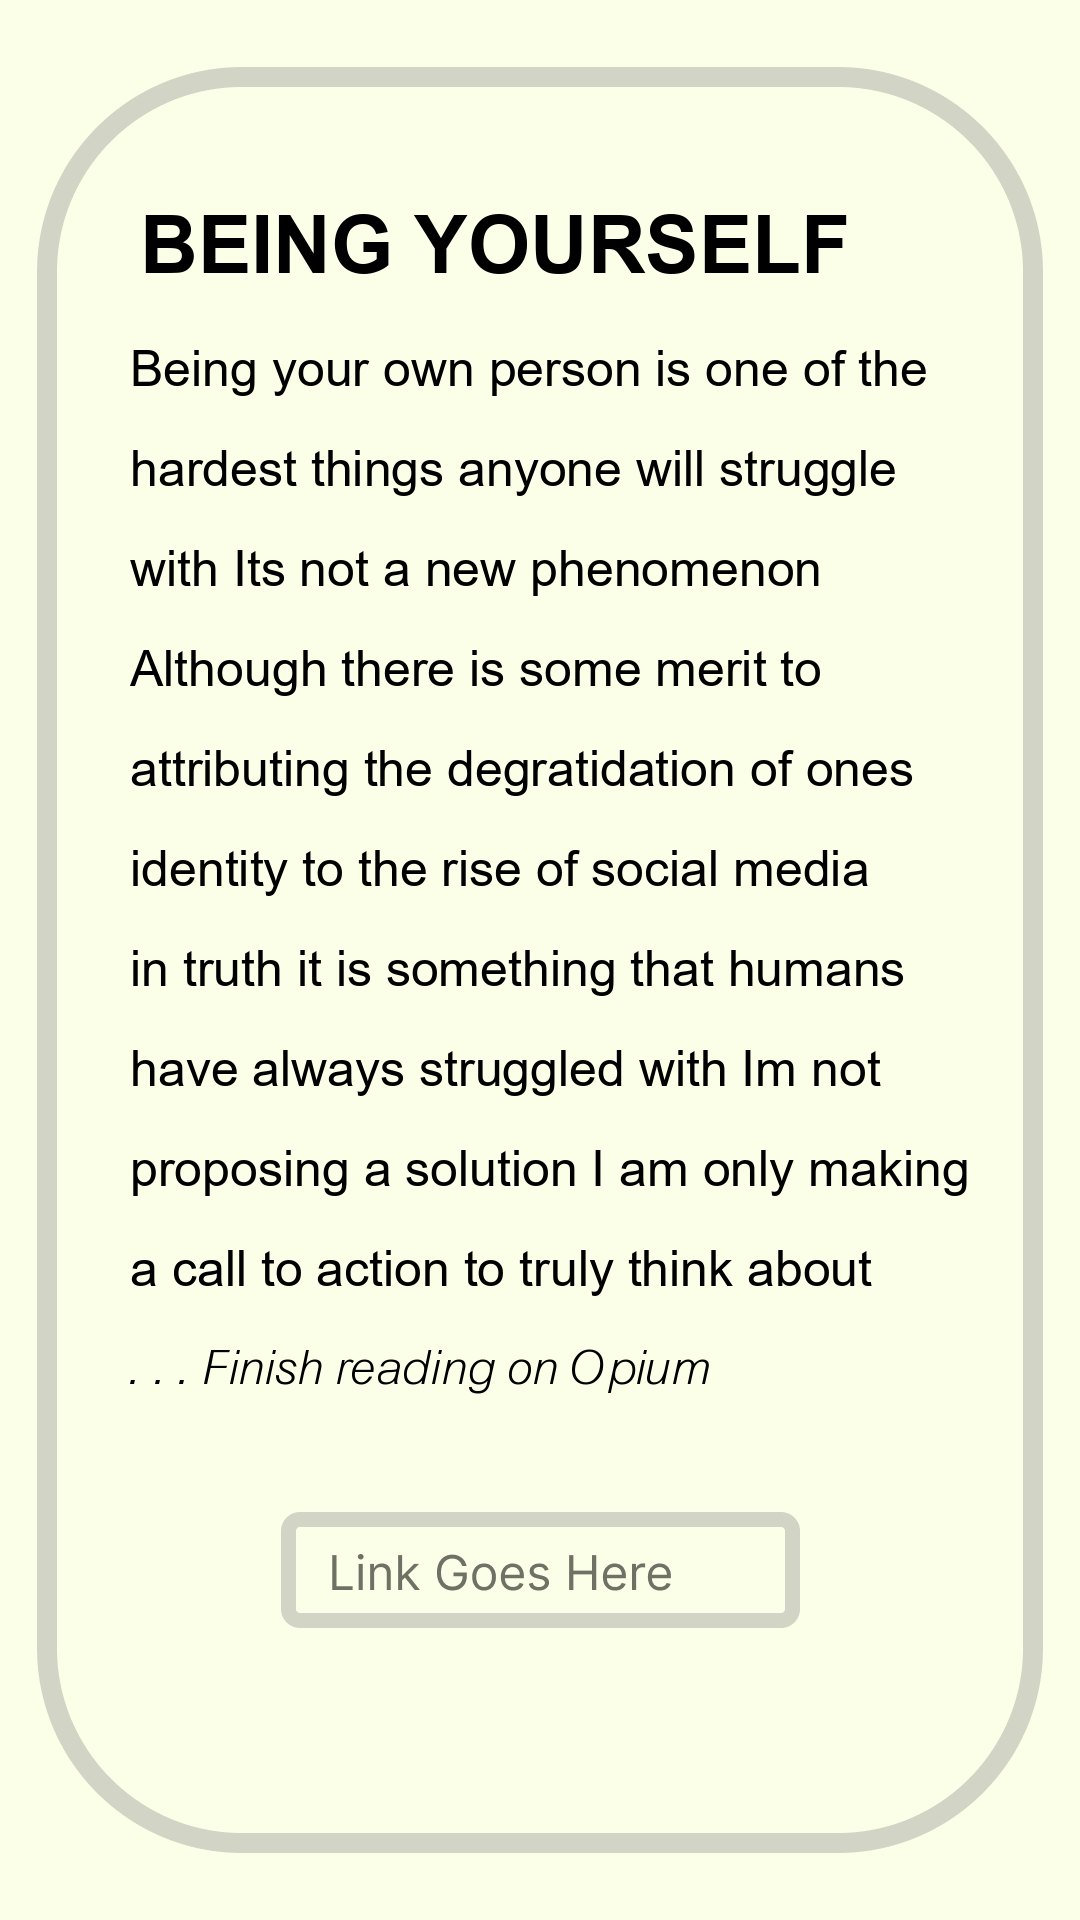 BEING YOURSELF
Being your own person is one of the
hardest things anyone will struggle
with Its not a new phenomenon
Although there is some merit to
attributing the degratidation of ones
identity to the rise of social media
in truth it is something that humans
have always struggled with Im not
proposing a solution I am only making
a call to action to truly think about
. . . Finish reading on Opium
Link Goes Here